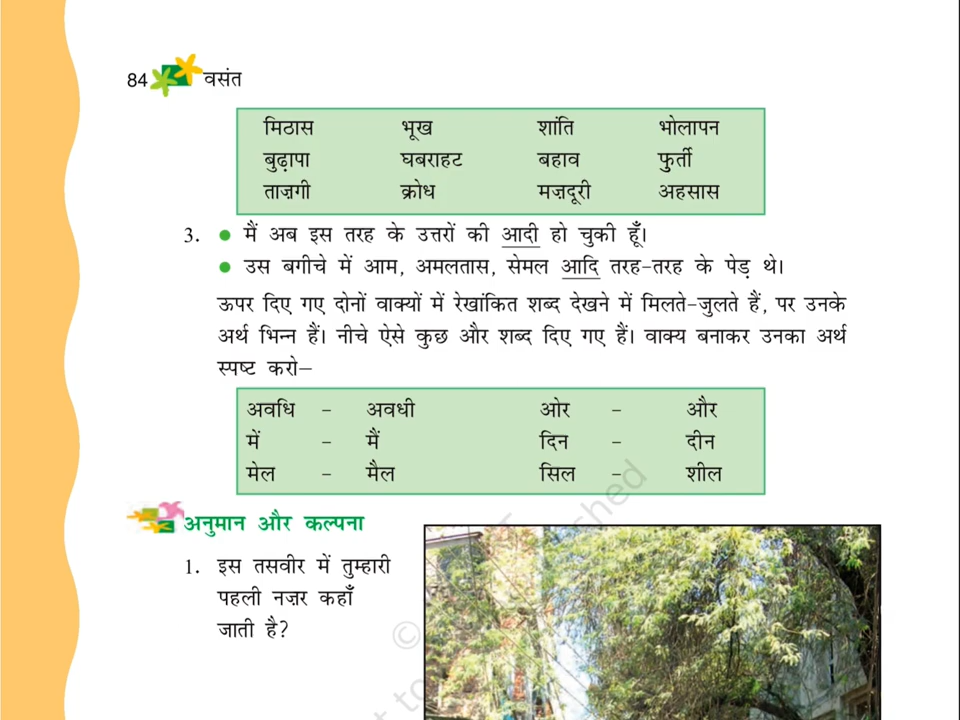 84 वसंत
मिठास भूख शांति भोलापन
बुढ़ापा घबराहट बहाव फुर्ती
ताज़गी क्रोध मज़दूरी अहसास
3. ● मैं अब इस तरह के उत्तरों की आदी हो चुकी हूँ।
● उस बगीचे में आम, अमलतास, सेमल आदि तरह-तरह के पेड़ थे।
ऊपर दिए गए दोनों वाक्यों में रेखांकित शब्द देखने में मिलते-जुलते हैं, पर उनके
अर्थ भिन्न हैं। नीचे ऐसे कुछ और शब्द दिए गए हैं। वाक्य बनाकर उनका अर्थ
स्पष्ट करो–
अवधि - अवधी ओर - और
में - मैं दिन - दीन
मेल - मैल सिल - शील
अनुमान और कल्पना
1. इस तसवीर में तुम्हारी
पहली नज़र कहाँ
जाती है?